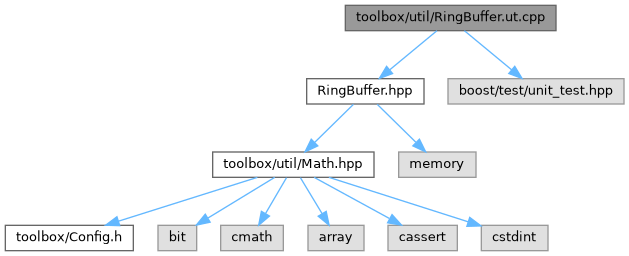 toolbox/util/RingBuffer.ut.cpp
RingBuffer.hpp
boost/test/unit_test.hpp
toolbox/util/Math.hpp
memory
toolbox/Config.h
bit
cmath
array
cassert
cstdint